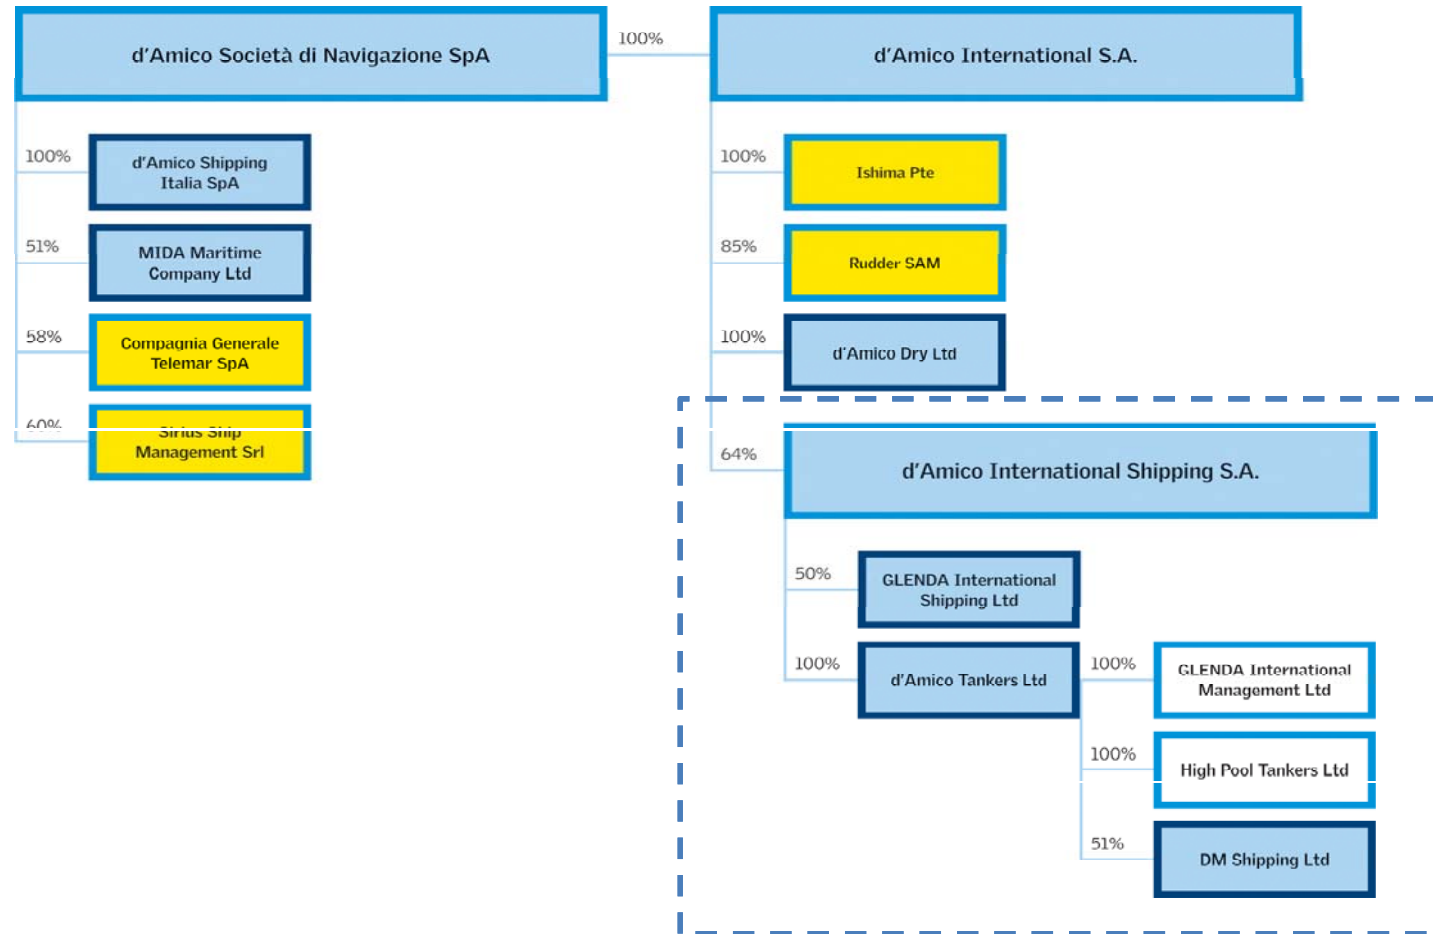 d'Amico Società di Navigazione SpA
100%
d'Amico International S.A.
100%
d'Amico Shipping
Italia SpA
51%
MIDA Maritime
Company Ltd
58%
Compagnia Generale
Telemar SpA
60%
Sirius Ship
Management Srl
100%
Ishima Pte
85%
Rudder SAM
100%
d'Amico Dry Ltd
64%
d'Amico International Shipping S.A.
50%
GLENDA International
Shipping Ltd
100%
d'Amico Tankers Ltd
100%
GLENDA International
Management Ltd
100%
High Pool Tankers Ltd
51%
DM Shipping Ltd